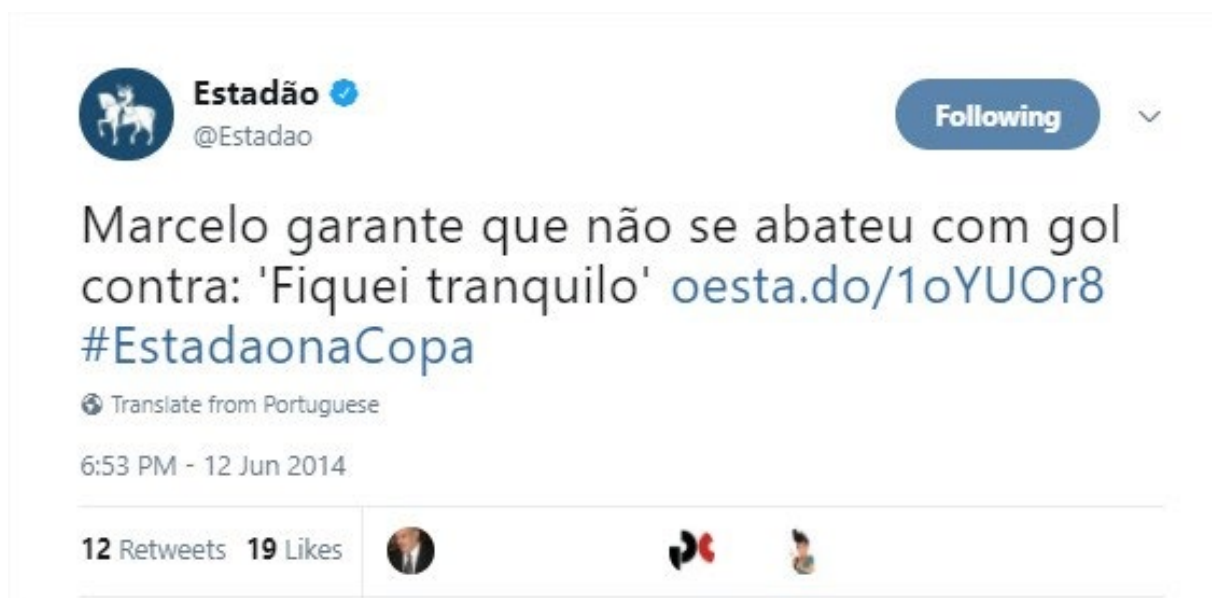 Estadão
@Estadao
Following
Marcelo garante que não se abateu com gol
contra: 'Fiquei tranquilo' oesta.do/1oYUOr8
#EstadaonaCopa
Translate from Portuguese
6:53 PM - 12 Jun 2014
12 Retweets 19 Likes